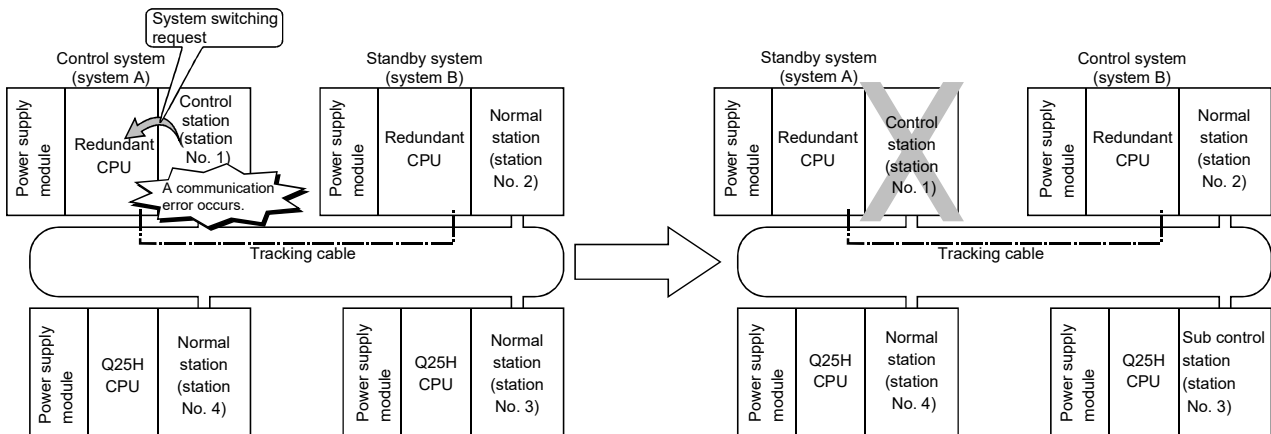 System switching
request
Control system
(system A)
Power supply
module
Redundant
CPU
Control
station
(station
No. 1)
A communication
error occurs.
Standby system
(system B)
Power supply
module
Redundant
CPU
Normal
station
(station
No. 2)
Tracking cable
Power supply
module
Q25H
CPU
Normal
station
(station
No. 4)
Power supply
module
Q25H
CPU
Normal
station
(station
No. 3)
Standby system
(system A)
Power supply
module
Redundant
CPU
Control
station
(station
No. 1)
Control system
(system B)
Power supply
module
Redundant
CPU
Normal
station
(station
No. 2)
Tracking cable
Power supply
module
Q25H
CPU
Normal
station
(station
No. 4)
Power supply
module
Q25H
CPU
Sub control
station
(station
No. 3)